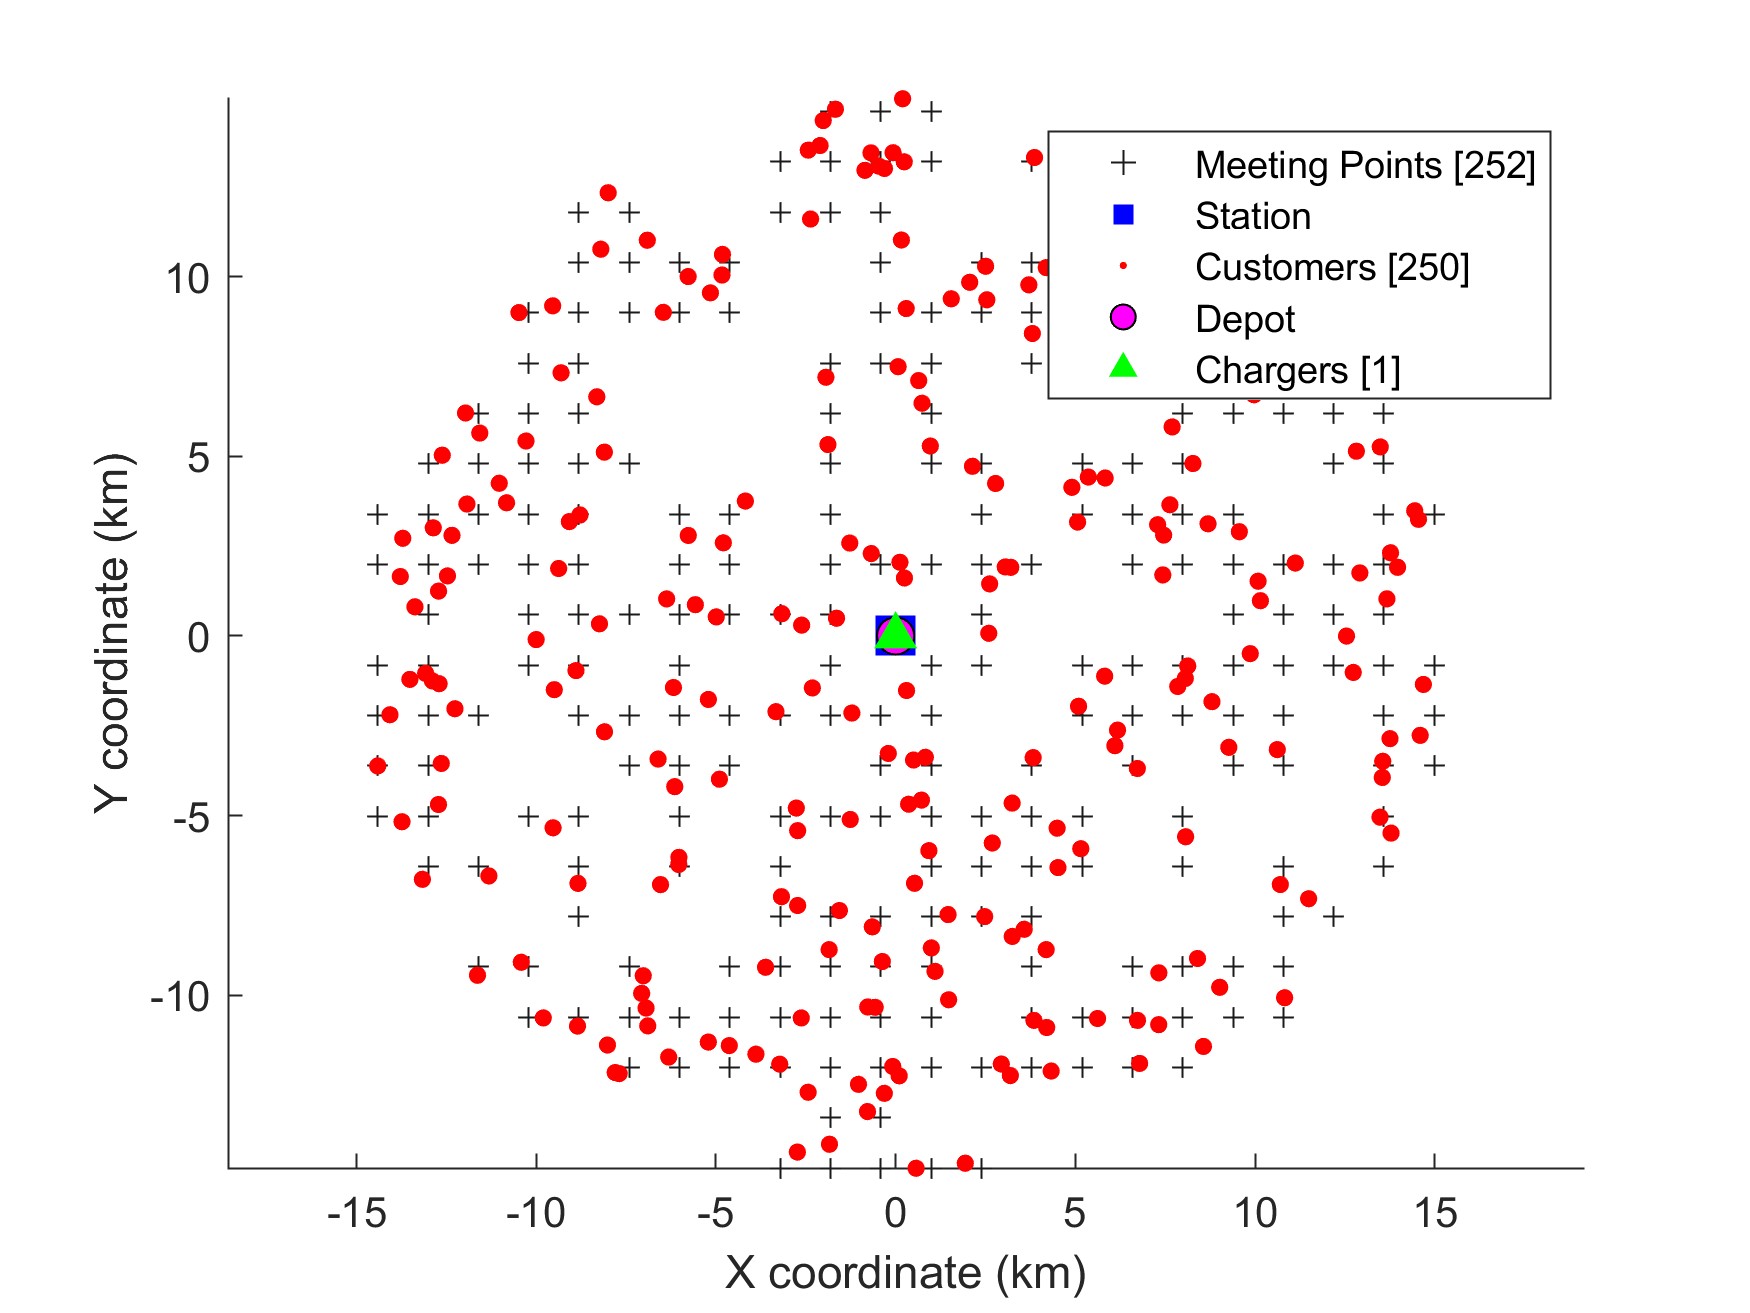 Meeting Points [252]
Station
Customers [250]
Depot
Chargers [1]
10
5
0
-5
-10
Y coordinate (km)
-15 -10 -5 0 5 10 15
X coordinate (km)